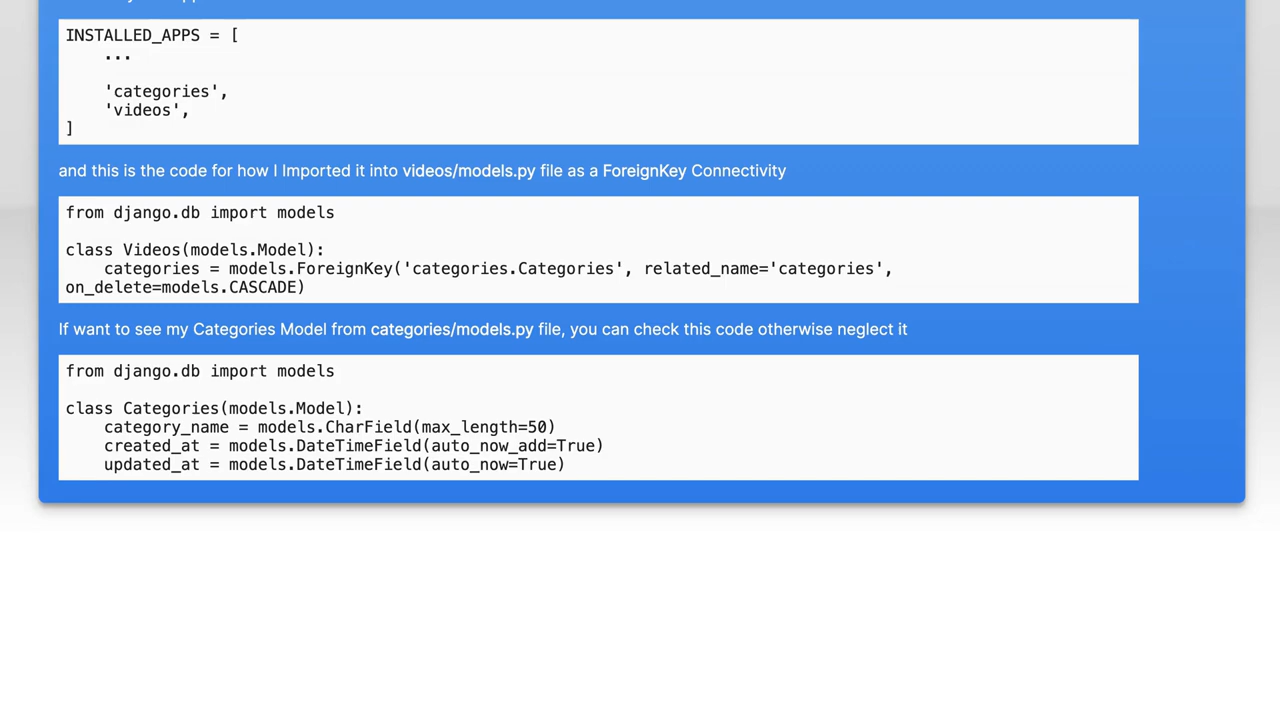 INSTALLED_APPS = [
    ...
    'categories',
    'videos',
]
and this is the code for how I Imported it into videos/models.py file as a ForeignKey Connectivity
from django.db import models
class Videos(models.Model):
    categories = models.ForeignKey('categories.Categories', related_name='categories',
on_delete=models.CASCADE)
If want to see my Categories Model from categories/models.py file, you can check this code otherwise neglect it
from django.db import models
class Categories(models.Model):
    category_name = models.CharField(max_length=50)
    created_at = models.DateTimeField(auto_now_add=True)
    updated_at = models.DateTimeField(auto_now=True)